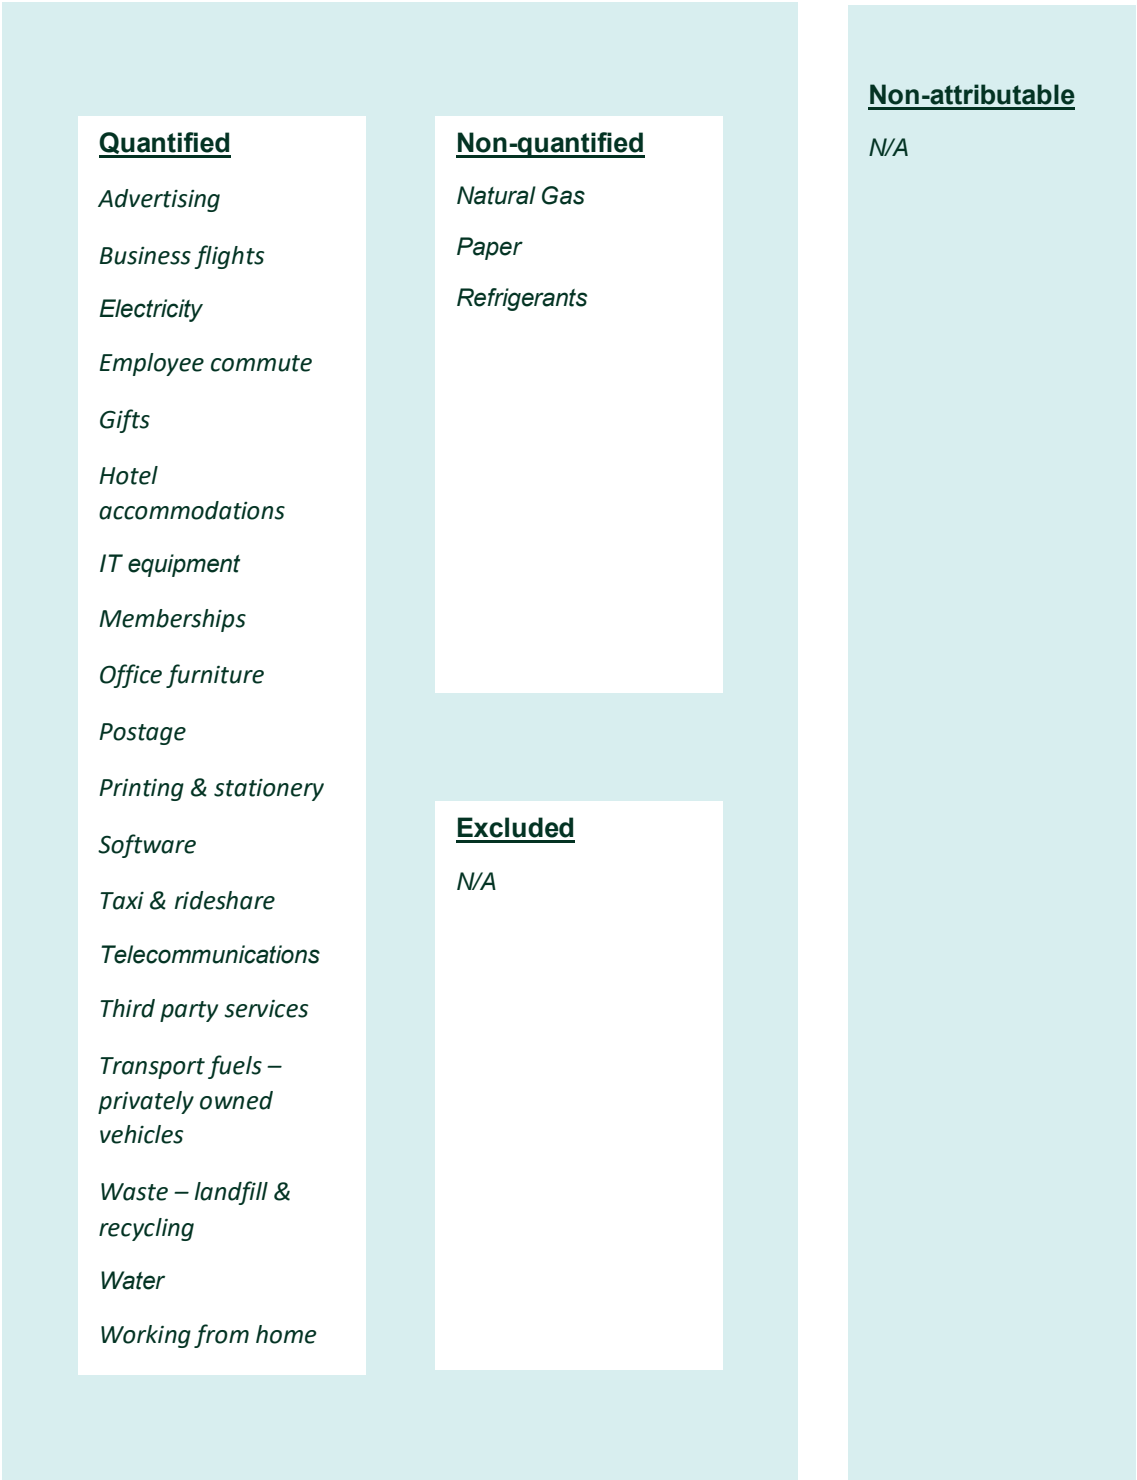 Quantified
Advertising
Business flights
Electricity
Employee commute
Gifts
Hotel
accommodations
IT equipment
Memberships
Office furniture
Postage
Printing & stationery
Software
Taxi & rideshare
Telecommunications
Third party services
Transport fuels –
privately owned
vehicles
Waste – landfill &
recycling
Water
Working from home
Non-quantified
Natural Gas
Paper
Refrigerants
Excluded
N/A
Non-attributable
N/A